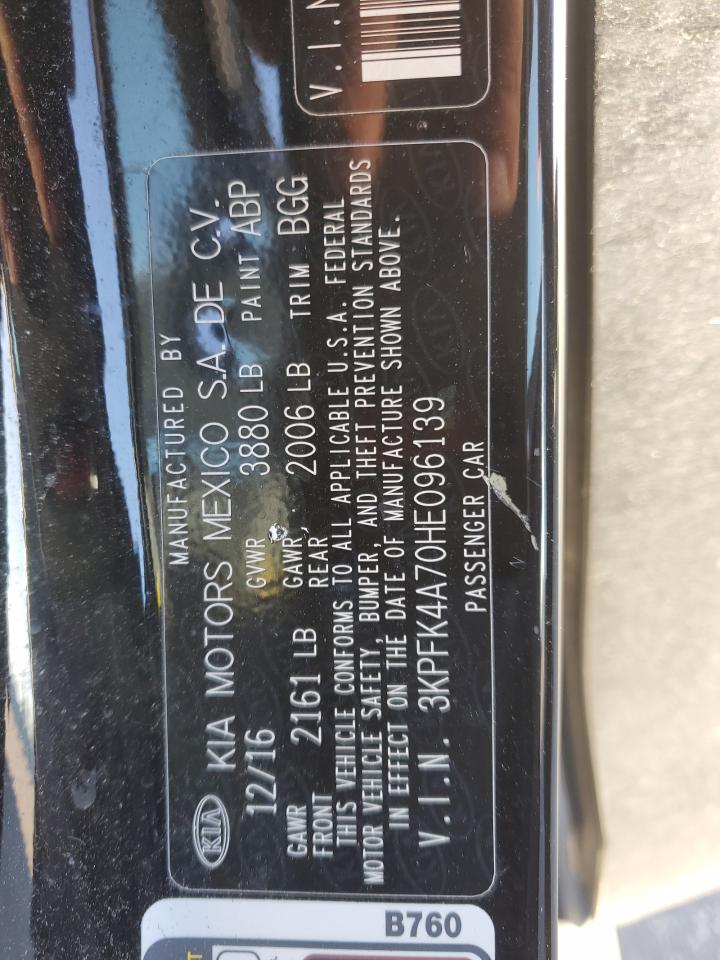 V.I.N
MANUFACTURED BY
KIA KIA MOTORS MEXICO S.A. DE C.V.
12/16 GVWR 3880 LB PAINT ABP
GAWR FRONT 2161 LB GAWR REAR 2006 LB TRIM BGG
THIS VEHICLE CONFORMS TO ALL APPLICABLE U.S.A. FEDERAL
MOTOR VEHICLE SAFETY, BUMPER, AND THEFT PREVENTION STANDARDS
IN EFFECT ON THE DATE OF MANUFACTURE SHOWN ABOVE.
V.I.N. 3KPFK4A70HE096139
PASSENGER CAR
B760